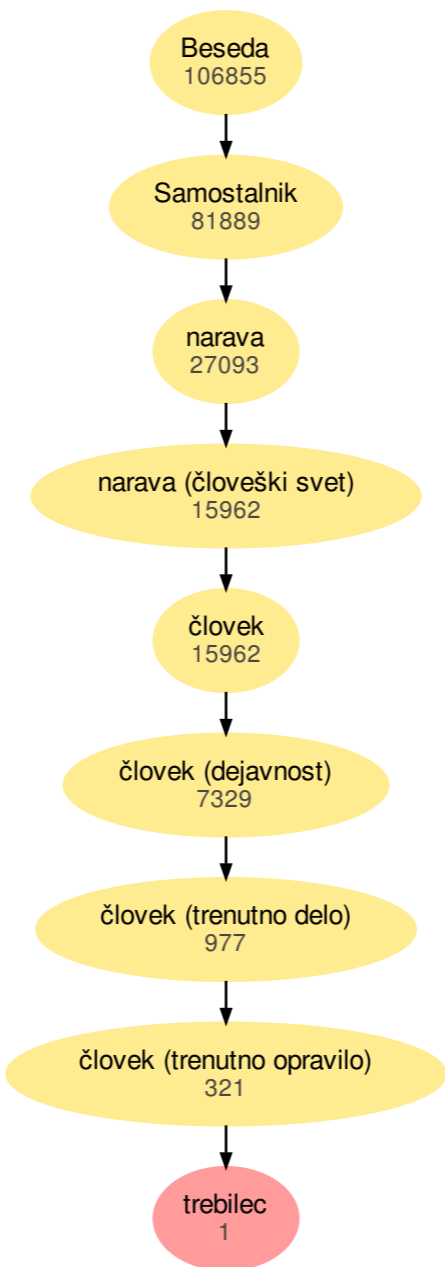 Beseda
106855
Samostalnik
81889
narava
27093
narava (človeški svet)
15962
človek
15962
človek (dejavnost)
7329
človek (trenutno delo)
977
človek (trenutno opravilo)
321
trebilec
1